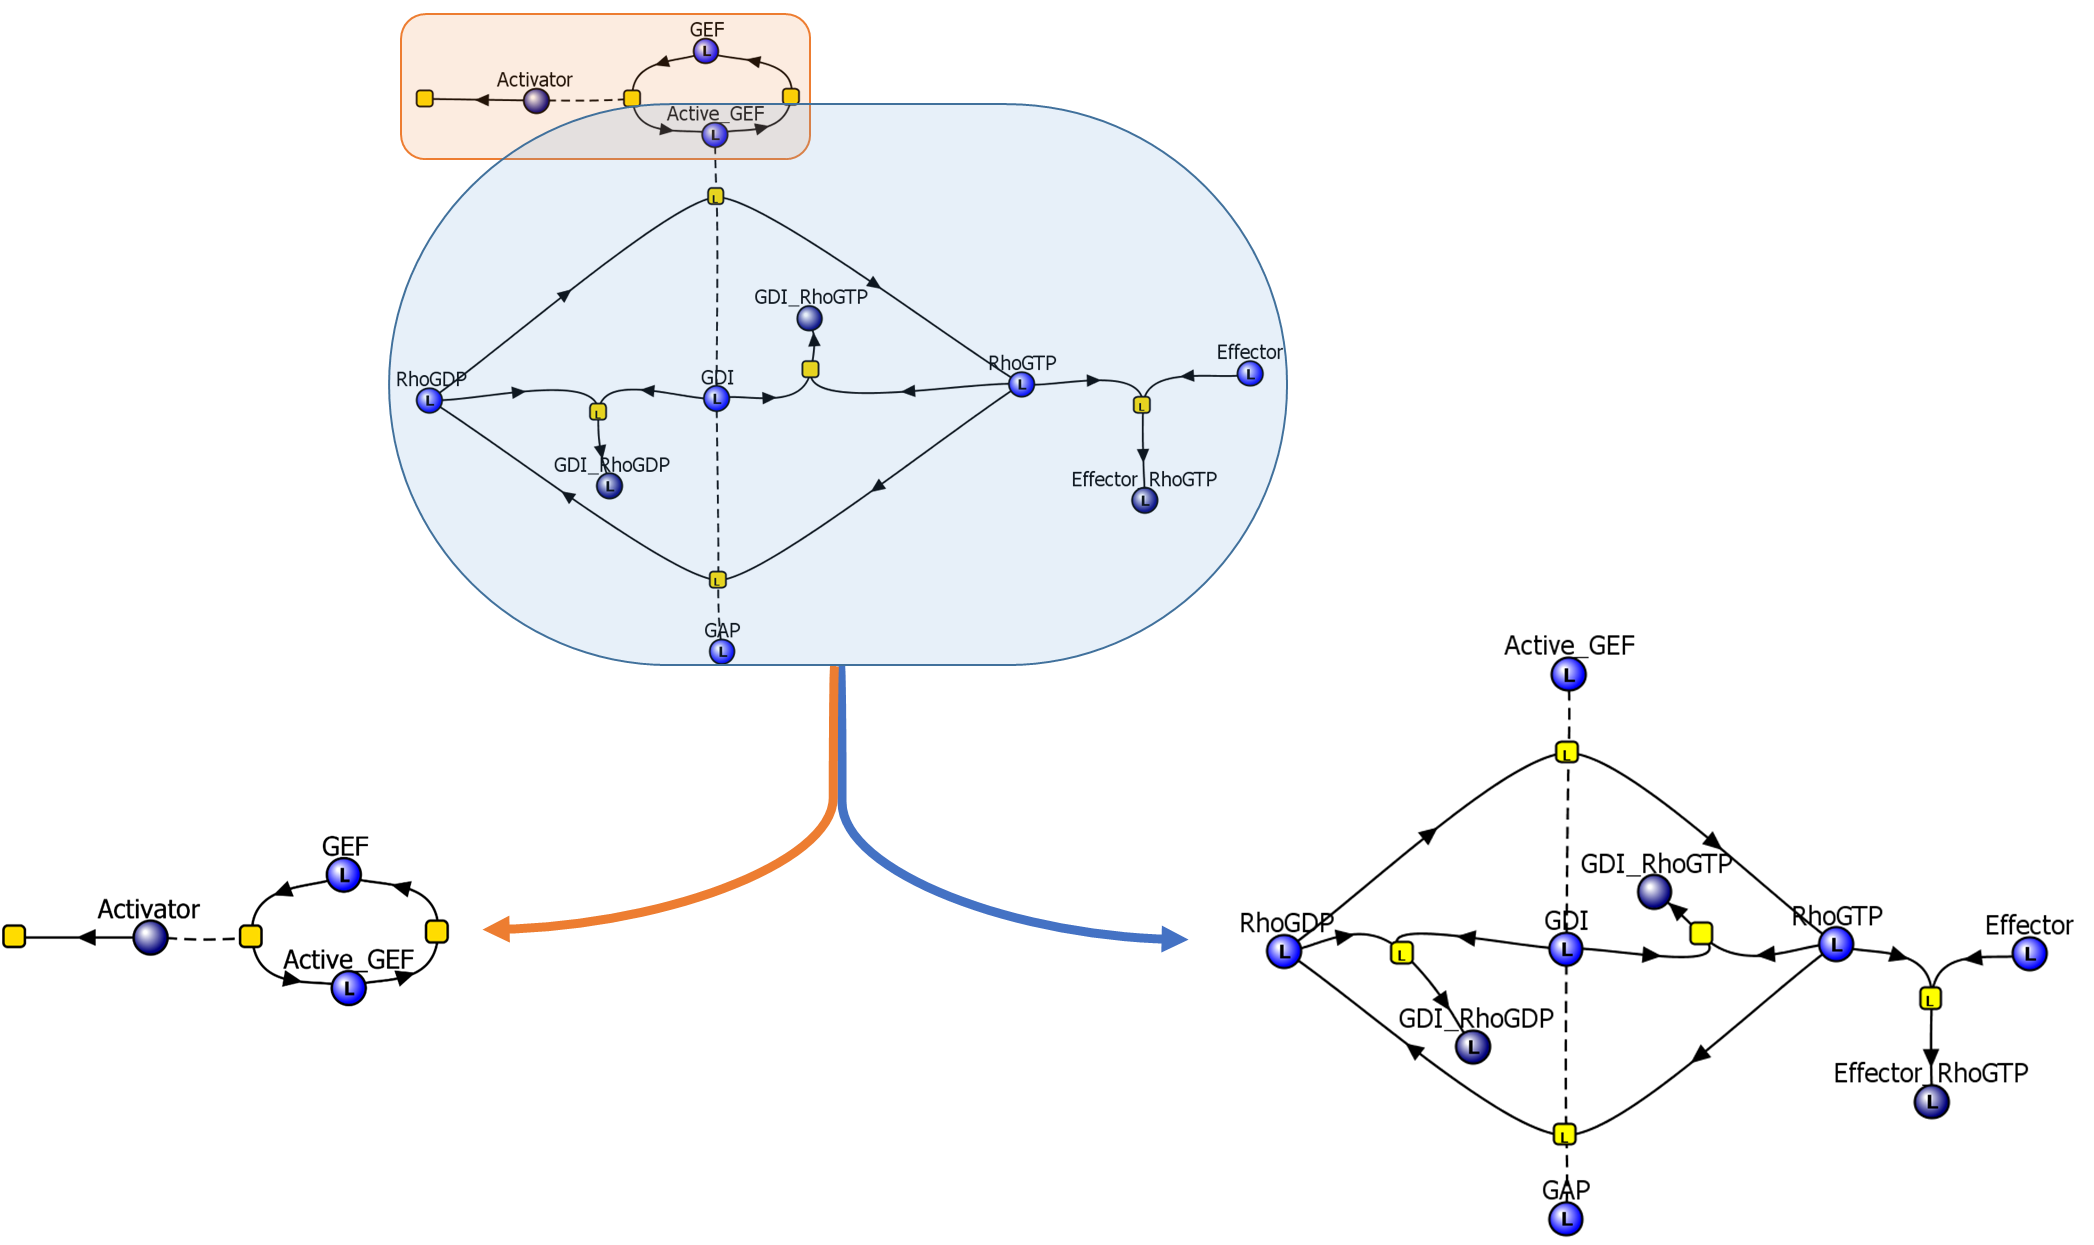 GEF
L
Activator
Active_GEF
L
L
GDI_RhoGTP
RhoGDP
L
GDI
L
RhoGTP
L
Effector
L
L
L
GDI_RhoGDP
L
Effector_RhoGTP
L
L
GAP
L
GEF
L
Activator
Active_GEF
L
Active_GEF
L
L
GDI_RhoGTP
RhoGDP
L
GDI
L
RhoGTP
L
Effector
L
L
L
GDI_RhoGDP
L
Effector_RhoGTP
L
L
GAP
L